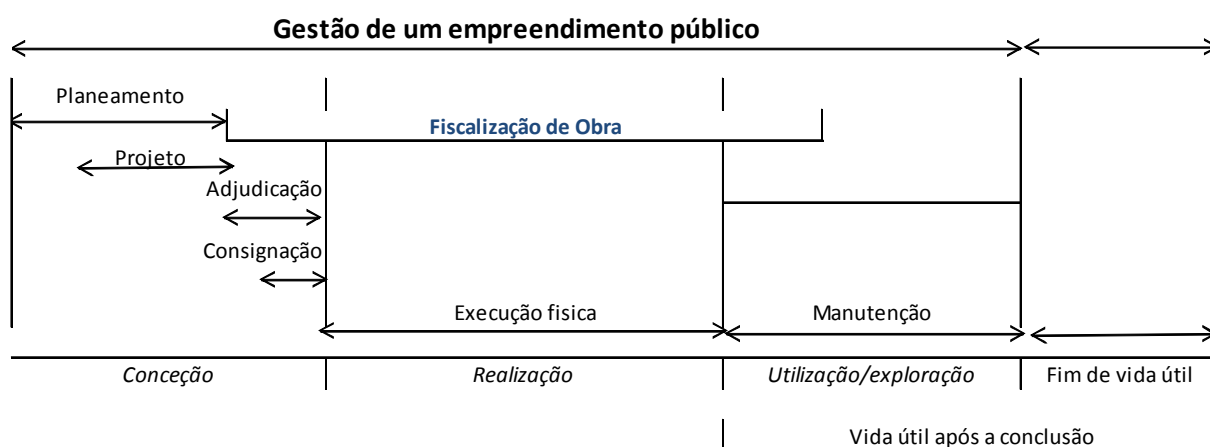 Gestão de um empreendimento público
Planeamento
Fiscalização de Obra
Projeto
Adjudicação
Consignação
Execução fisica
Manutenção
Conceção
Realização
Utilização/exploração
Fim de vida útil
Vida útil após a conclusão